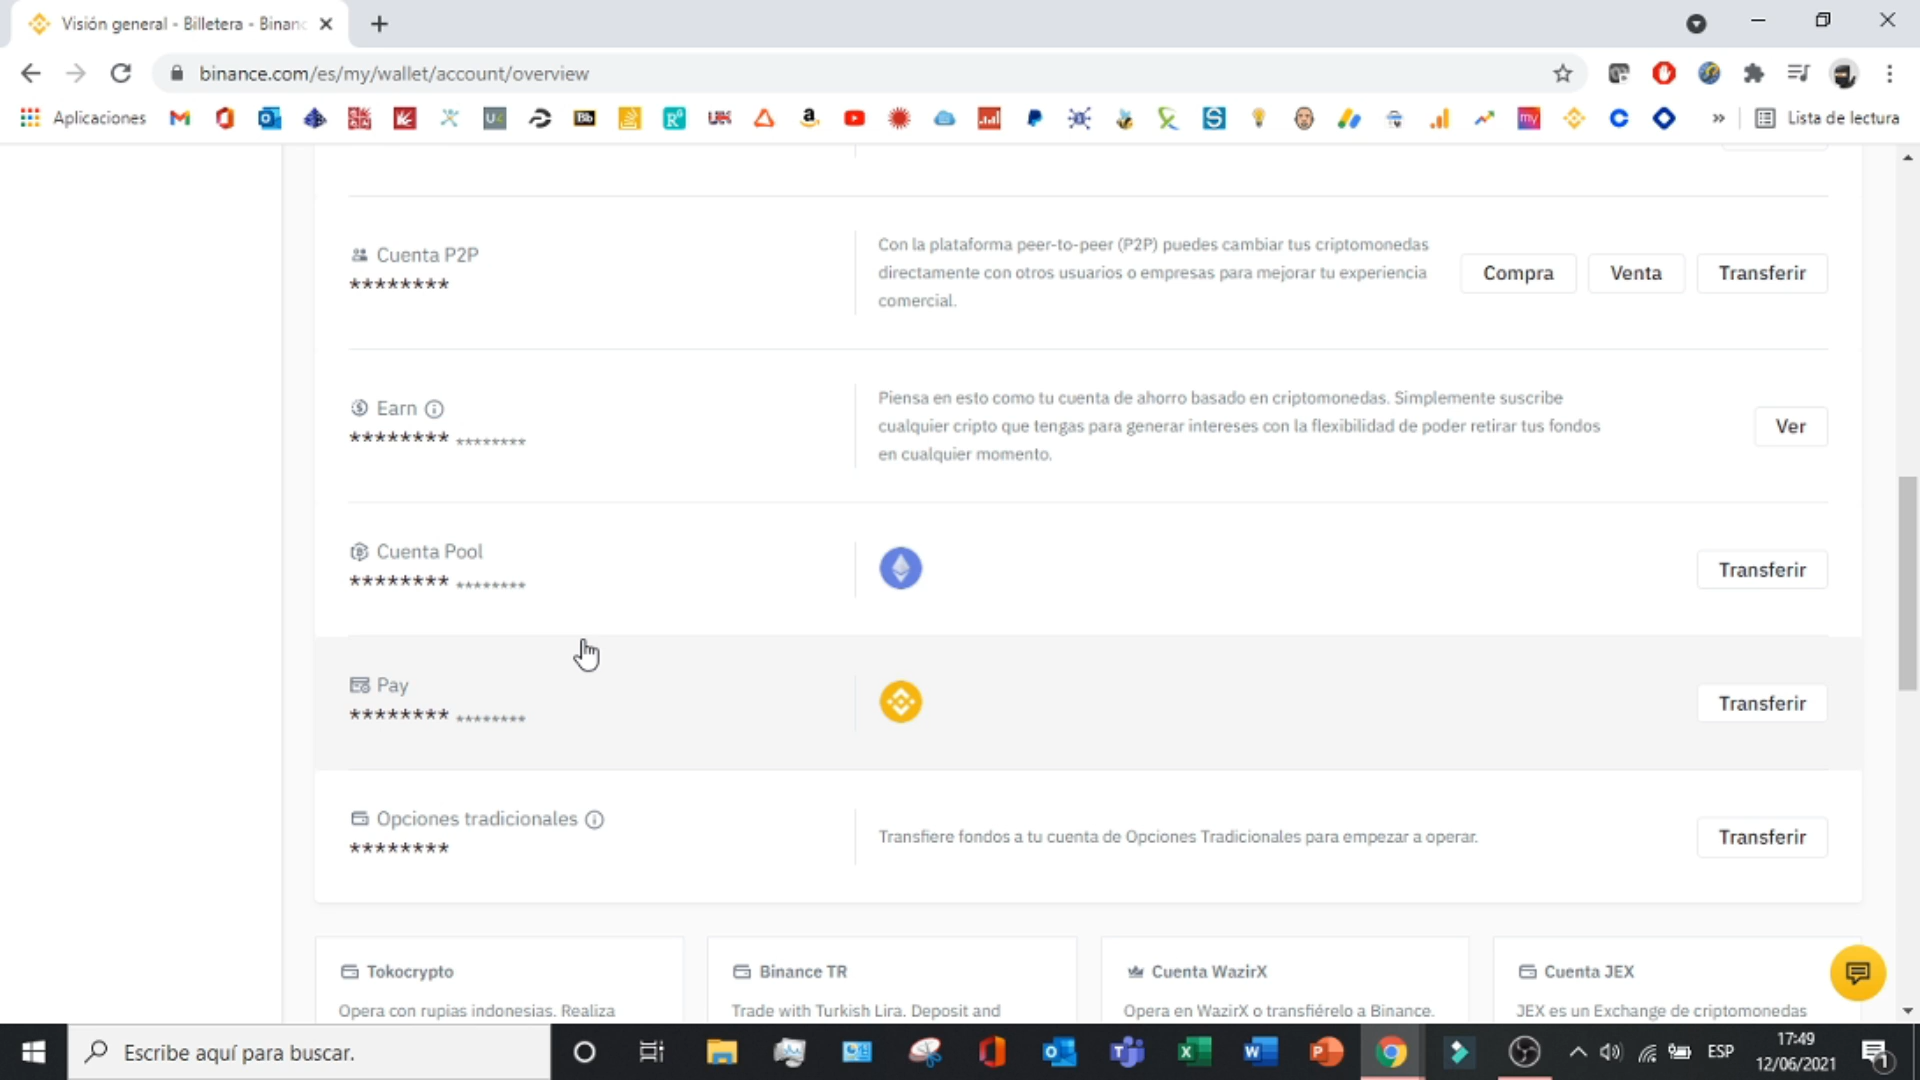 Visión general - Billetera - Binanc
binance.com/es/my/wallet/account/overview
Aplicaciones
Lista de lectura
Cuenta P2P
********
Con la plataforma peer-to-peer (P2P) puedes cambiar tus criptomonedas
directamente con otros usuarios o empresas para mejorar tu experiencia
comercial.
Compra
Venta
Transferir
Earn
******** ********
Piensa en esto como tu cuenta de ahorro basado en criptomonedas. Simplemente suscribe
cualquier cripto que tengas para generar intereses con la flexibilidad de poder retirar tus fondos
en cualquier momento.
Ver
Cuenta Pool
******** ********
Transferir
Pay
******** ********
Transferir
Opciones tradicionales
********
Transfiere fondos a tu cuenta de Opciones Tradicionales para empezar a operar.
Transferir
Tokocrypto
Opera con rupias indonesias. Realiza
Binance TR
Trade with Turkish Lira. Deposit and
Cuenta WazirX
Opera en WazirX o transfiérelo a Binance.
Cuenta JEX
JEX es un Exchange de criptomonedas
Escribe aquí para buscar.
ESP
17:49
12/06/2021
1